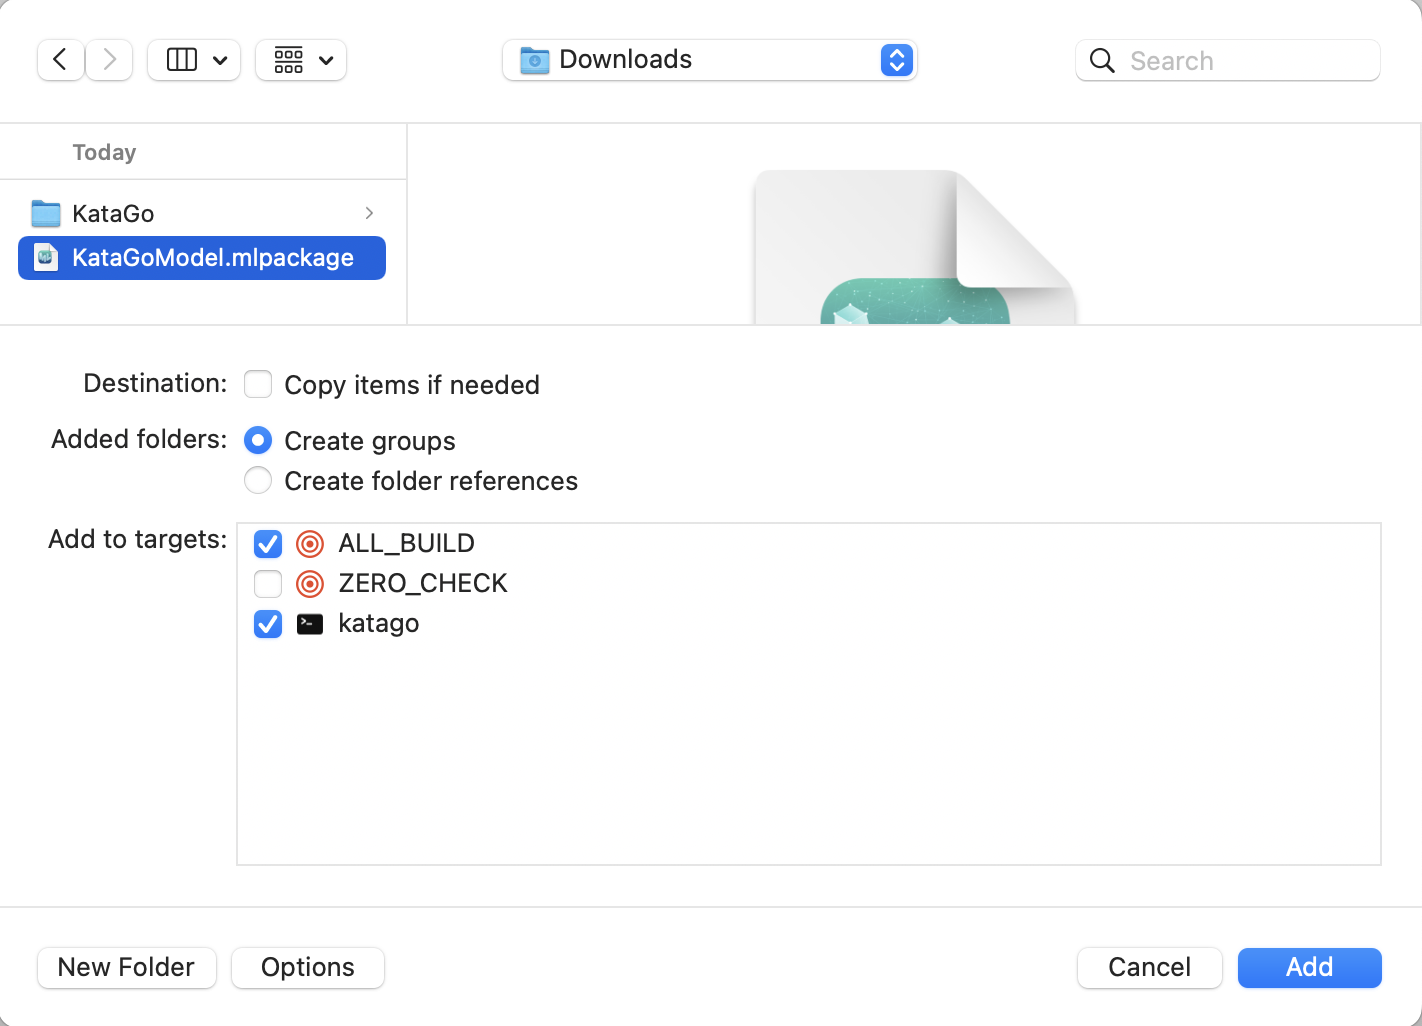 Downloads
Search
Today
KataGo
KataGoModel.mlpackage
Destination: Copy items if needed
Added folders: Create groups
Create folder references
Add to targets: ALL_BUILD
ZERO_CHECK
katago
New Folder Options Cancel Add